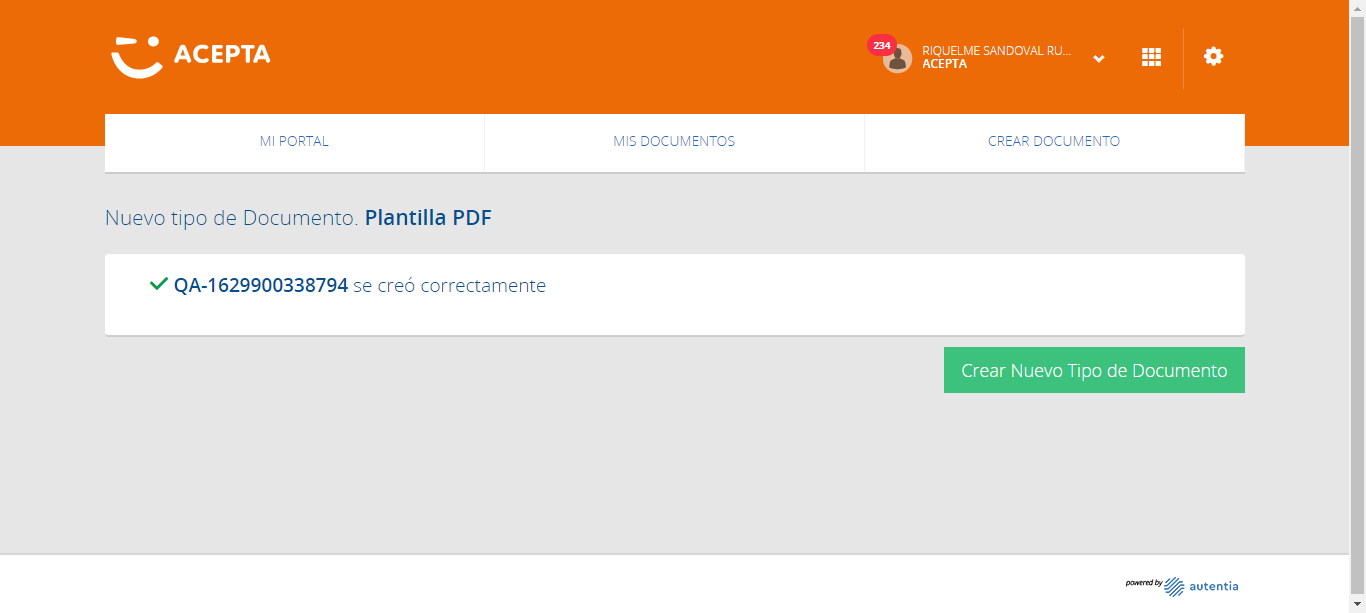 ACEPTA
234
RIQUELME SANDOVAL RU...
ACEPTA
MI PORTAL
MIS DOCUMENTOS
CREAR DOCUMENTO
Nuevo tipo de Documento. Plantilla PDF
QA-1629900338794 se creó correctamente
Crear Nuevo Tipo de Documento
powered by autentia